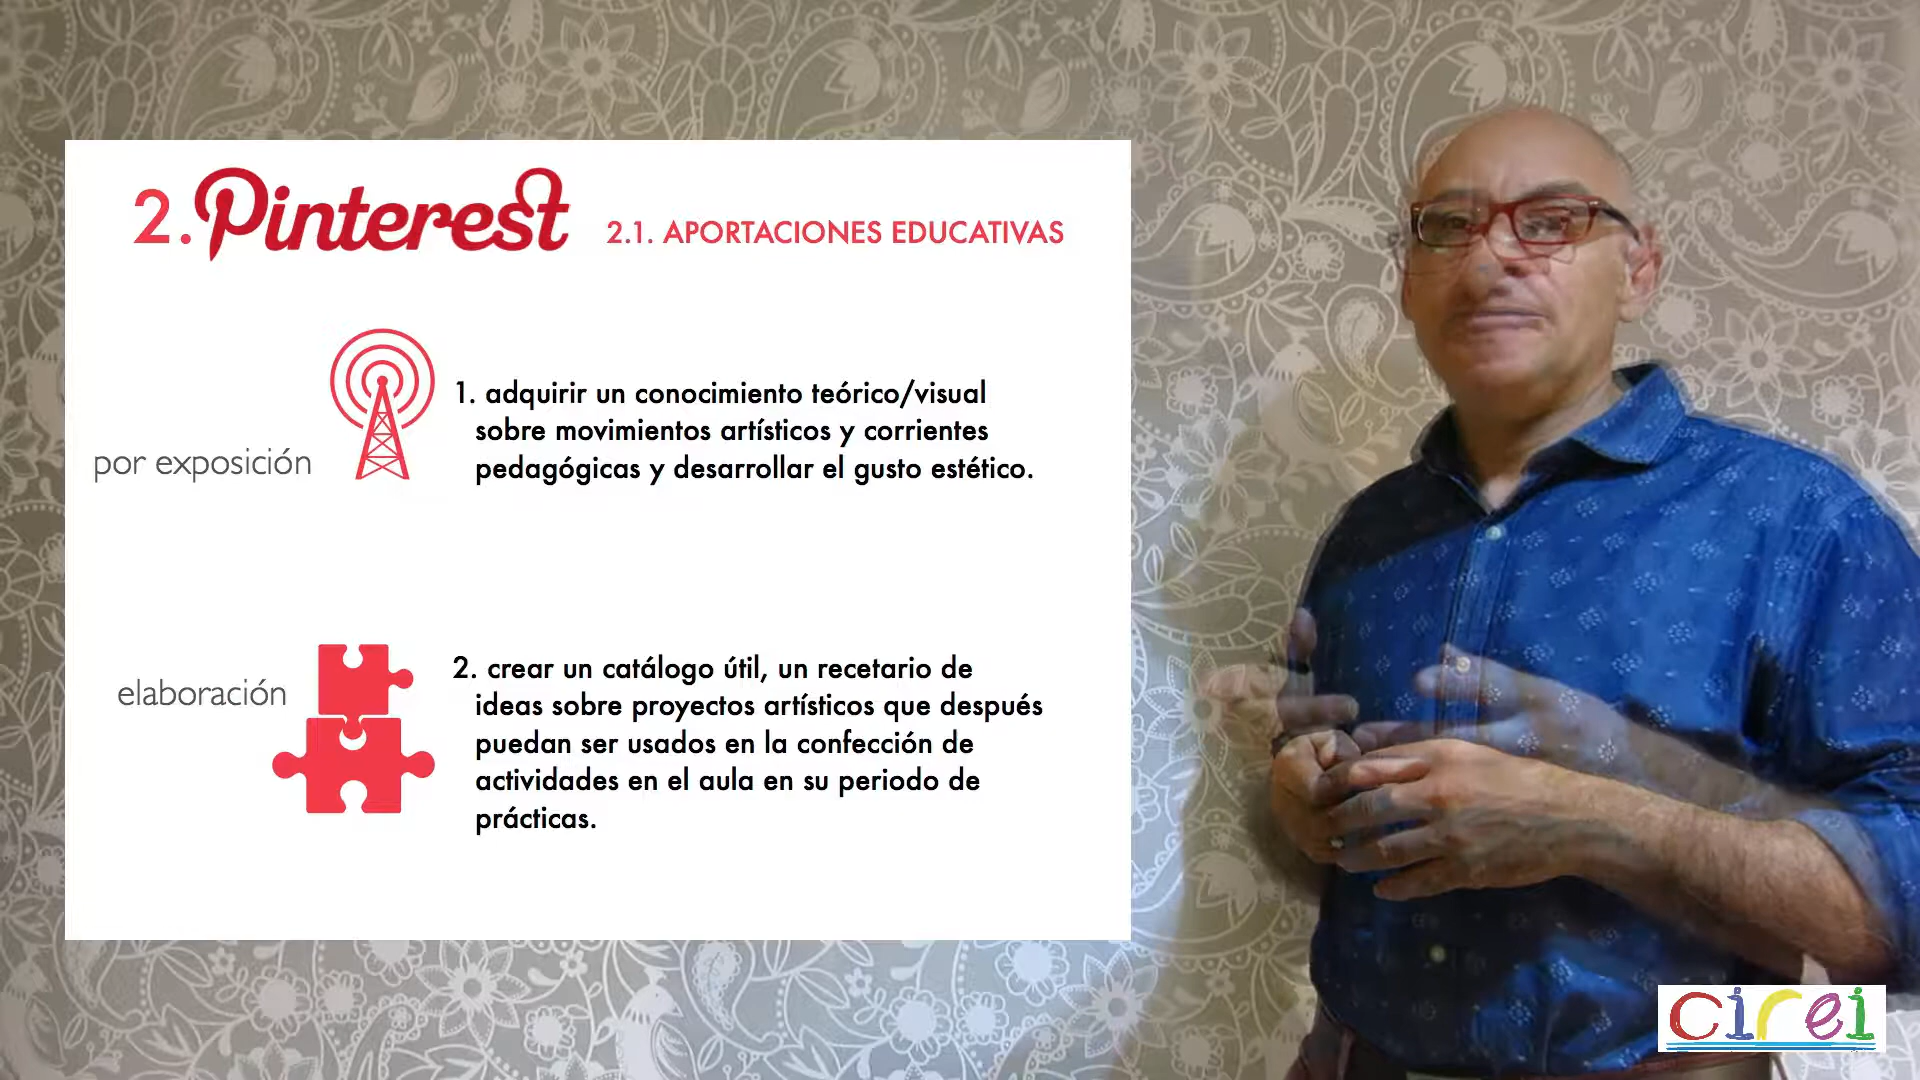 2. Pinterest 2.1. APORTACIONES EDUCATIVAS
por exposición
1. adquirir un conocimiento teórico/visual
sobre movimientos artísticos y corrientes
pedagógicas y desarrollar el gusto estético.
elaboración
2. crear un catálogo útil, un recetario de
ideas sobre proyectos artísticos que después
puedan ser usados en la confección de
actividades en el aula en su periodo de
prácticas.
cirei